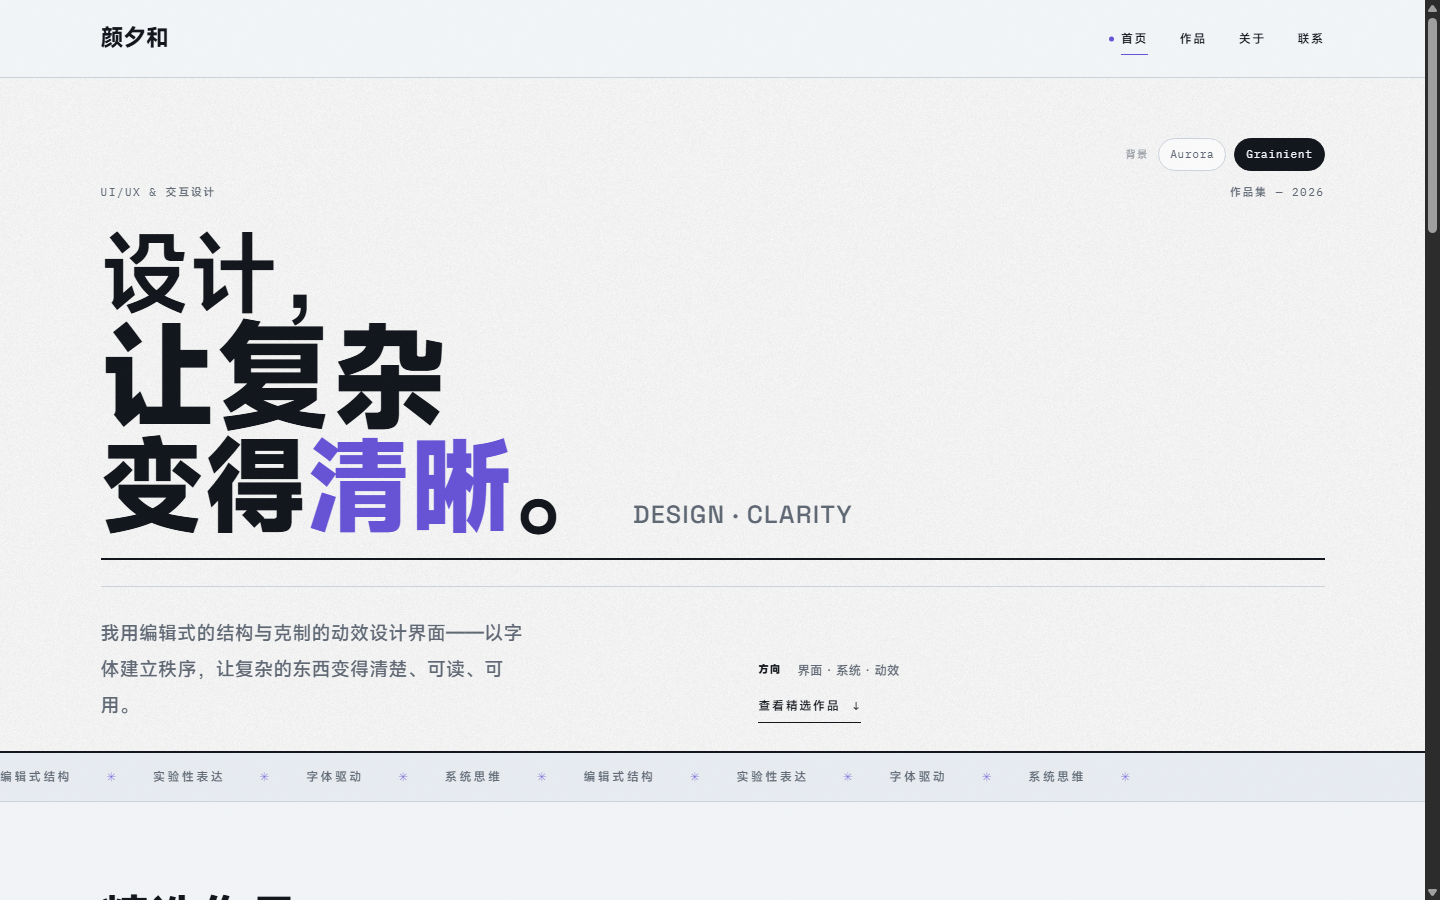 颜夕和
首页 作品 关于 联系
背景 Aurora Grainient
UI/UX & 交互设计
作品集 — 2026
设计，
让复杂
变得清晰。
DESIGN · CLARITY
我用编辑式的结构与克制的动效设计界面——以字
体建立秩序，让复杂的东西变得清楚、可读、可
用。
方向 界面 · 系统 · 动效
查看精选作品 ↓
编辑式结构 ✳ 实验性表达 ✳ 字体驱动 ✳ 系统思维 ✳ 编辑式结构 ✳ 实验性表达 ✳ 字体驱动 ✳ 系统思维 ✳